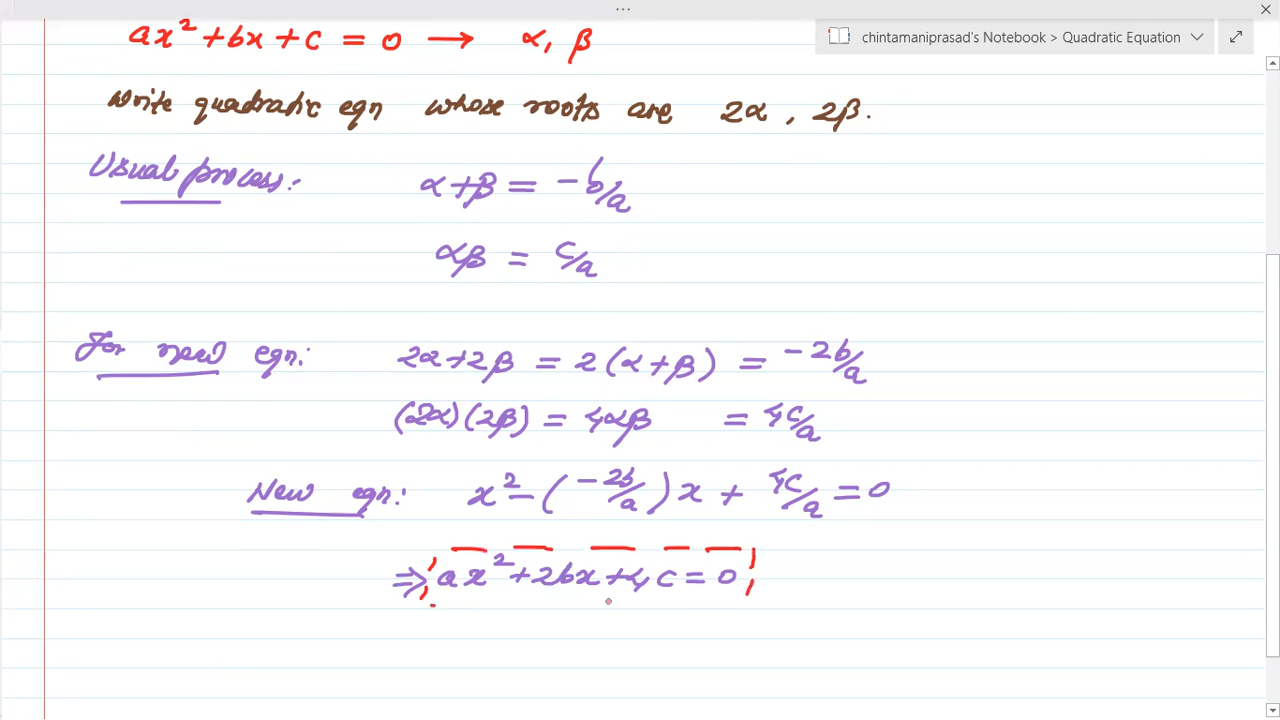 ax² + bx + c = 0 → α, β
chintamaniprasad's Notebook > Quadratic Equation
Write quadratic eqn whose roots are 2α, 2β.
Usual process: α+β = -b/a
αβ = c/a
For new eqn: 2α+2β = 2(α+β) = -2b/a
(2α)(2β) = 4αβ = 4c/a
New eqn: x² - (-2b/a)x + 4c/a = 0
⇒ ax² + 2bx + 4c = 0